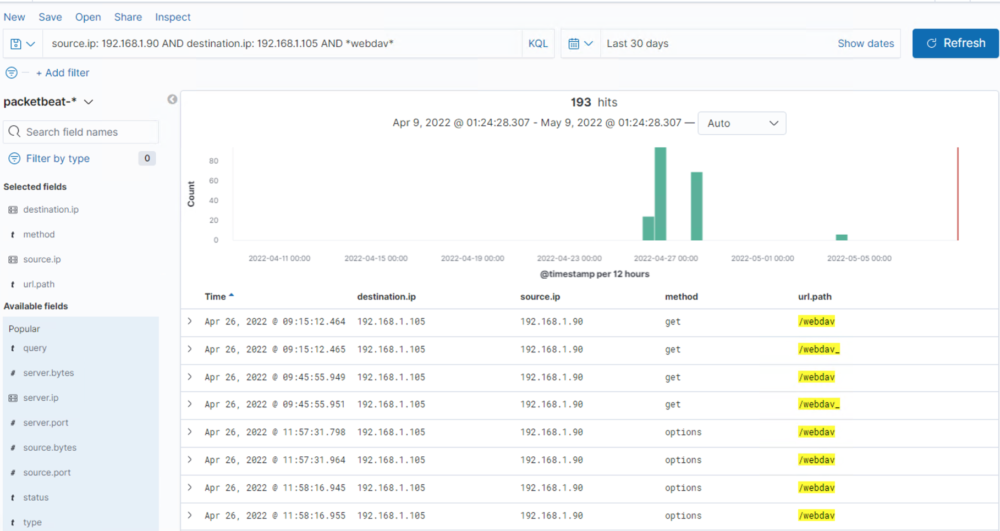 New Save Open Share Inspect
source.ip: 192.168.1.90 AND destination.ip: 192.168.1.105 AND *webdav* KQL Last 30 days Show dates Refresh
+ Add filter
packetbeat-*
Search field names
Filter by type 0
Selected fields
destination.ip
t method
source.ip
t url.path
Available fields
Popular
t query
# server.bytes
server.ip
# server.port
# source.bytes
# source.port
t status
t type
193 hits
Apr 9, 2022 @ 01:24:28.307 - May 9, 2022 @ 01:24:28.307 — Auto
Count
80
60
40
20
0
2022-04-11 00:00 2022-04-15 00:00 2022-04-19 00:00 2022-04-23 00:00 2022-04-27 00:00 2022-05-01 00:00 2022-05-05 00:00
@timestamp per 12 hours
Time destination.ip source.ip method url.path
Apr 26, 2022 @ 09:15:12.464 192.168.1.105 192.168.1.90 get /webdav
Apr 26, 2022 @ 09:15:12.465 192.168.1.105 192.168.1.90 get /webdav_
Apr 26, 2022 @ 09:45:55.949 192.168.1.105 192.168.1.90 get /webdav
Apr 26, 2022 @ 09:45:55.951 192.168.1.105 192.168.1.90 get /webdav_
Apr 26, 2022 @ 11:57:31.798 192.168.1.105 192.168.1.90 options /webdav
Apr 26, 2022 @ 11:57:31.964 192.168.1.105 192.168.1.90 options /webdav
Apr 26, 2022 @ 11:58:16.945 192.168.1.105 192.168.1.90 options /webdav
Apr 26, 2022 @ 11:58:16.955 192.168.1.105 192.168.1.90 options /webdav